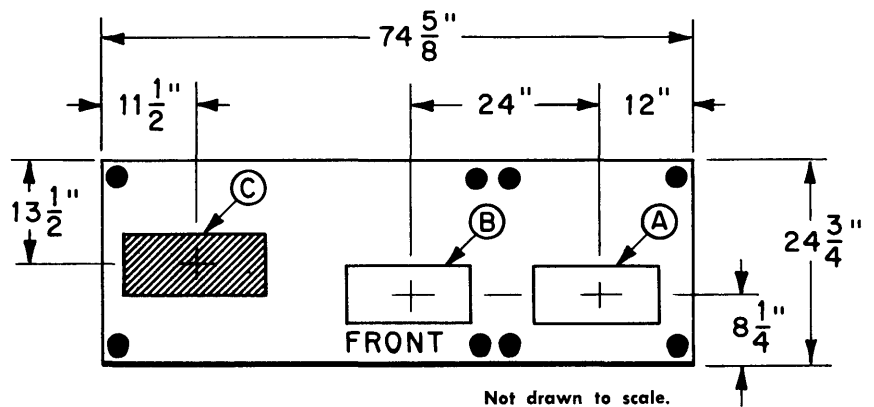 74 5/8"
11 1/2" 24" 12"
13 1/2"
C
B
A
24 3/4"
8 1/4"
FRONT
Not drawn to scale.